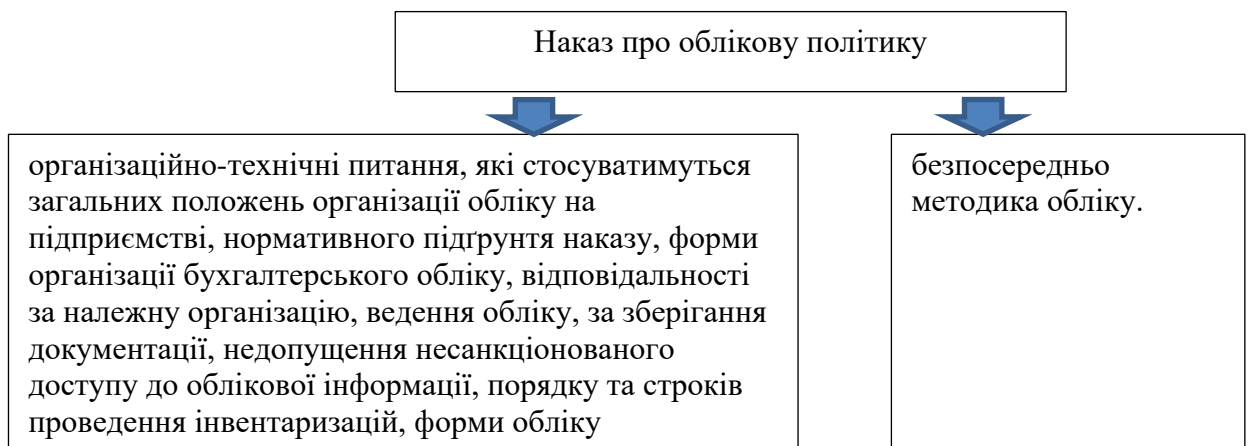 Наказ про облікову політику
організаційно-технічні питання, які стосуватимуться
загальних положень організації обліку на
підприємстві, нормативного підґрунтя наказу, форми
організації бухгалтерського обліку, відповідальності
за належну організацію, ведення обліку, за зберігання
документації, недопущення несанкціонованого
доступу до облікової інформації, порядку та строків
проведення інвентаризацій, форми обліку
безпосередньо
методика обліку.